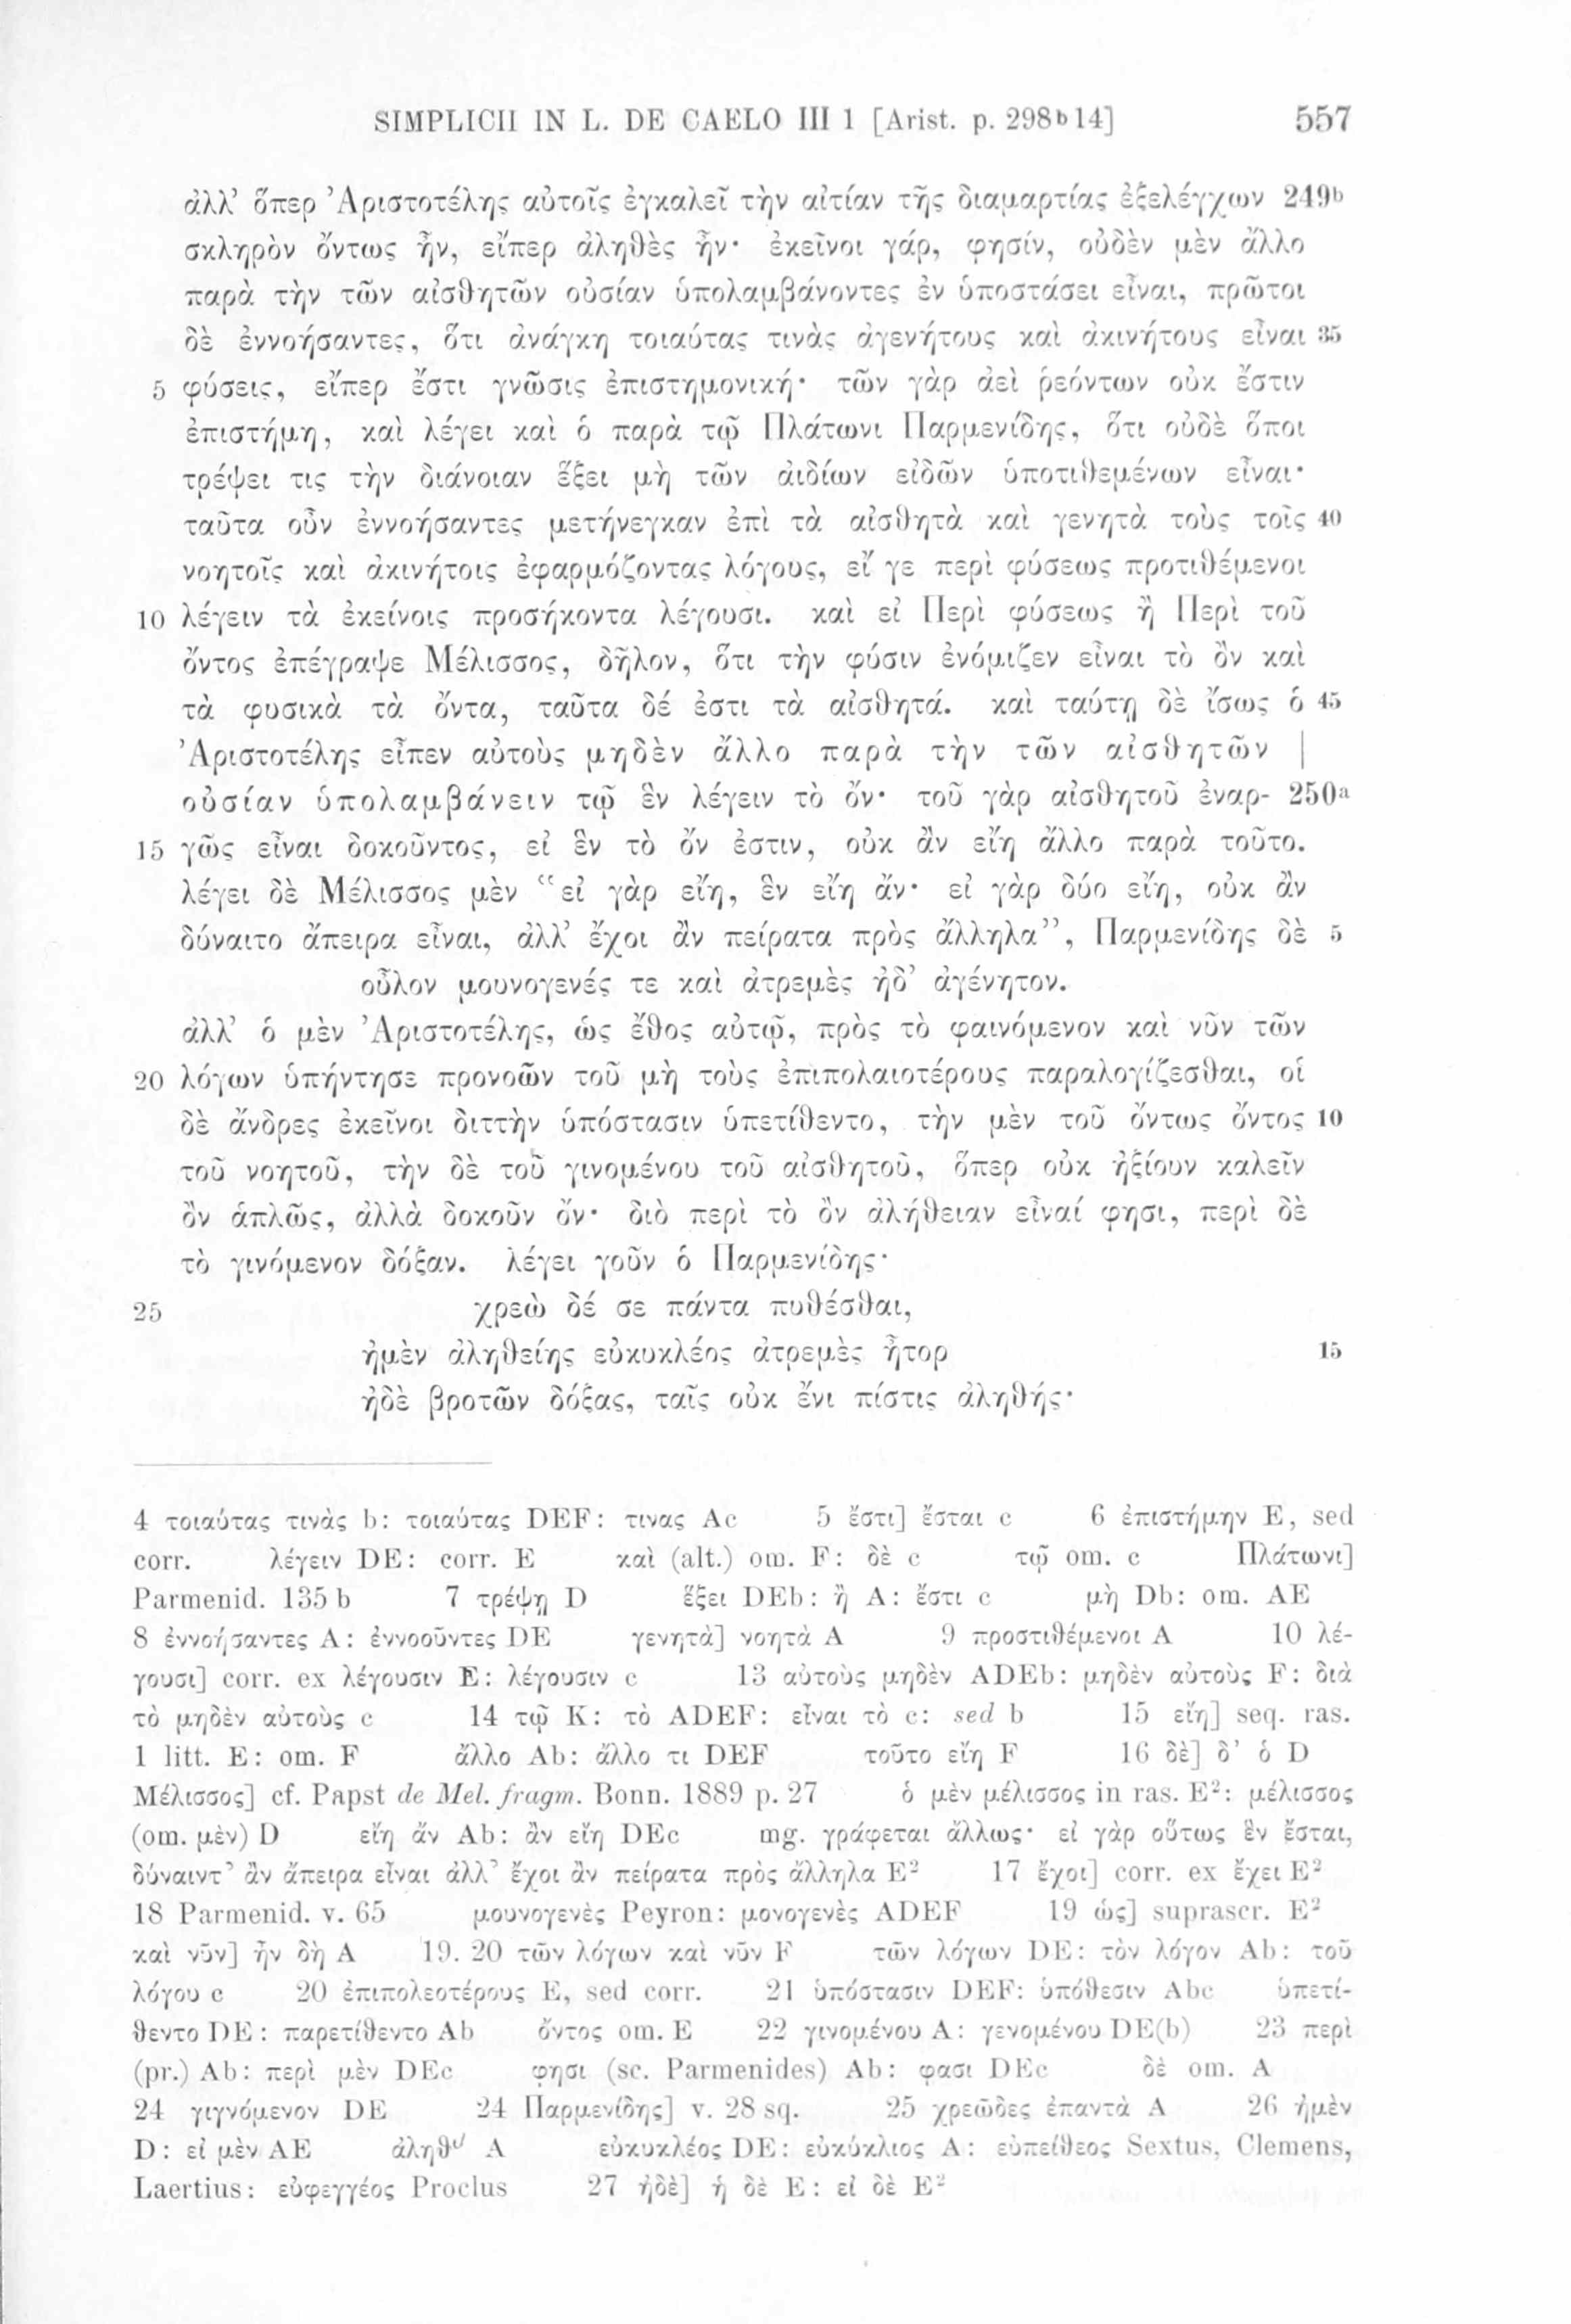 SIMPLICII IN L. DE CAELO III 1 [Arist. p. 298ᵇ14] 557
ἀλλ’ ὅπερ Ἀριστοτέλης αὐτοῖς ἐγκαλεῖ τὴν αἰτίαν τῆς διαμαρτίας ἐξελέγχων 249ᵇ
σκληρὸν ὄντως ἦν, εἴπερ ἀληθὲς ἦν· ἐκεῖνοι γάρ, φησίν, οὐδὲν μὲν ἄλλο
παρὰ τὴν τῶν αἰσθητῶν οὐσίαν ὑπολαμβάνοντες ἐν ὑποστάσει εἶναι, πρῶτοι
δὲ ἐννοήσαντες, ὅτι ἀνάγκη τοιαύτας τινὰς ἀγενήτους καὶ ἀκινήτους εἶναι 35
5 φύσεις, εἴπερ ἔστι γνῶσις ἐπιστημονική· τῶν γὰρ ἀεὶ ῥεόντων οὐκ ἔστιν
ἐπιστήμη, καὶ λέγει καὶ ὁ παρὰ τῷ Πλάτωνι Παρμενίδης, ὅτι οὐδὲ ὅποι
τρέψει τις τὴν διάνοιαν ἕξει μὴ τῶν ἀιδίων εἰδῶν ὑποτιθεμένων εἶναι·
ταῦτα οὖν ἐννοήσαντες μετήνεγκαν ἐπὶ τὰ αἰσθητὰ καὶ γενητὰ τοὺς τοῖς 40
νοητοῖς καὶ ἀκινήτοις ἐφαρμόζοντας λόγους, εἴ γε περὶ φύσεως προτιθέμενοι
10 λέγειν τὰ ἐκείνοις προσήκοντα λέγουσι. καὶ εἰ Περὶ φύσεως ἢ Περὶ τοῦ
ὄντος ἐπέγραψε Μέλισσος, δῆλον, ὅτι τὴν φύσιν ἐνόμιζεν εἶναι τὸ ὂν καὶ
τὰ φυσικὰ τὰ ὄντα, ταῦτα δέ ἐστι τὰ αἰσθητά. καὶ ταύτῃ δὲ ἴσως ὁ 45
Ἀριστοτέλης εἶπεν αὐτοὺς μηδὲν ἄλλο παρὰ τὴν τῶν αἰσθητῶν |
οὐσίαν ὑπολαμβάνειν τῷ ἓν λέγειν τὸ ὄν· τοῦ γὰρ αἰσθητοῦ ἐναρ- 250ᵃ
15 γῶς εἶναι δοκοῦντος, εἰ ἓν τὸ ὄν ἐστιν, οὐκ ἂν εἴη ἄλλο παρὰ τοῦτο.
λέγει δὲ Μέλισσος μὲν “εἰ γὰρ εἴη, ἓν εἴη ἄν· εἰ γὰρ δύο εἴη, οὐκ ἂν
δύναιτο ἄπειρα εἶναι, ἀλλ’ ἔχοι ἂν πείρατα πρὸς ἄλληλα”, Παρμενίδης δὲ 5
οὖλον μουνογενές τε καὶ ἀτρεμὲς ἠδ’ ἀγένητον.
ἀλλ’ ὁ μὲν Ἀριστοτέλης, ὡς ἔθος αὐτῷ, πρὸς τὸ φαινόμενον καὶ νῦν τῶν
20 λόγων ὑπήντησε προνοῶν τοῦ μὴ τοὺς ἐπιπολαιοτέρους παραλογίζεσθαι, οἱ
δὲ ἄνδρες ἐκεῖνοι διττὴν ὑπόστασιν ὑπετίθεντο, τὴν μὲν τοῦ ὄντως ὄντος 10
τοῦ νοητοῦ, τὴν δὲ τοῦ γινομένου τοῦ αἰσθητοῦ, ὅπερ οὐκ ἠξίουν καλεῖν
ὂν ἁπλῶς, ἀλλὰ δοκοῦν ὄν· διὸ περὶ τὸ ὂν ἀλήθειαν εἶναί φησι, περὶ δὲ
τὸ γινόμενον δόξαν. λέγει γοῦν ὁ Παρμενίδης·
25 χρεὼ δέ σε πάντα πυθέσθαι,
ἠμὲν ἀληθείης εὐκυκλέος ἀτρεμὲς ἦτορ 15
ἠδὲ βροτῶν δόξας, ταῖς οὐκ ἔνι πίστις ἀληθής·
4 τοιαύτας τινὰς b: τοιαύτας DEF: τινας Ac 5 ἔστι] ἔσται c 6 ἐπιστήμην E, sed
corr. λέγειν DE: corr. E καὶ (alt.) om. F: δὲ c τῷ om. c Πλάτωνι]
Parmenid. 135 b 7 τρέψῃ D ἕξει DEb: ἢ A: ἔστι c μὴ Db: om. AE
8 ἐννοήσαντες A: ἐννοοῦντες DE γενητὰ] νοητὰ A 9 προστιθέμενοι A 10 λέ-
γουσι] corr. ex λέγουσιν E: λέγουσιν c 13 αὐτοὺς μηδὲν ADEb: μηδὲν αὐτοὺς F: διὰ
τὸ μηδὲν αὐτοὺς c 14 τῷ K: τὸ ADEF: εἶναι τὸ c: sed b 15 εἴη] seq. ras.
1 litt. E: om. F ἄλλο Ab: ἄλλο τι DEF τοῦτο εἴη F 16 δὲ] δ’ ὁ D
Μέλισσος] cf. Papst de Mel. fragm. Bonn. 1889 p. 27 ὁ μὲν μέλισσος in ras. E²: μέλισσος
(om. μὲν) D εἴη ἄν Ab: ἂν εἴη DEc mg. γράφεται ἄλλως· εἰ γὰρ οὕτως ἓν ἔσται,
δύναιντ’ ἂν ἄπειρα εἶναι ἀλλ’ ἔχοι ἂν πείρατα πρὸς ἄλληλα E² 17 ἔχοι] corr. ex ἔχει E²
18 Parmenid. v. 65 μουνογενὲς Peyron: μονογενὲς ADEF 19 ὡς] suprascr. E²
καὶ νῦν] ἦν δὴ A 19. 20 τῶν λόγων καὶ νῦν F τῶν λόγων DE: τὸν λόγον Ab: τοῦ
λόγου c 20 ἐπιπολεοτέρους E, sed corr. 21 ὑπόστασιν DEF: ὑπόθεσιν Abc ὑπετί-
θεντο DE: παρετίθεντο Ab ὄντος om. E 22 γινομένου A: γενομένου DE(b) 23 περὶ
(pr.) Ab: περὶ μὲν DEc φησι (sc. Parmenides) Ab: φασι DEc δὲ om. A
24 γιγνόμενον DE 24 Παρμενίδης] v. 28 sq. 25 χρεῶδες ἐπαντὰ A 26 ἠμὲν
D: εἰ μὲν AE A εὐκυκλέος DE: εὐκύκλιος A: εὐπείθεος Sextus, Clemens,
Laertius: εὐφεγγέος Proclus 27 ἠδὲ] ἡ δὲ E: εἰ δὲ E²